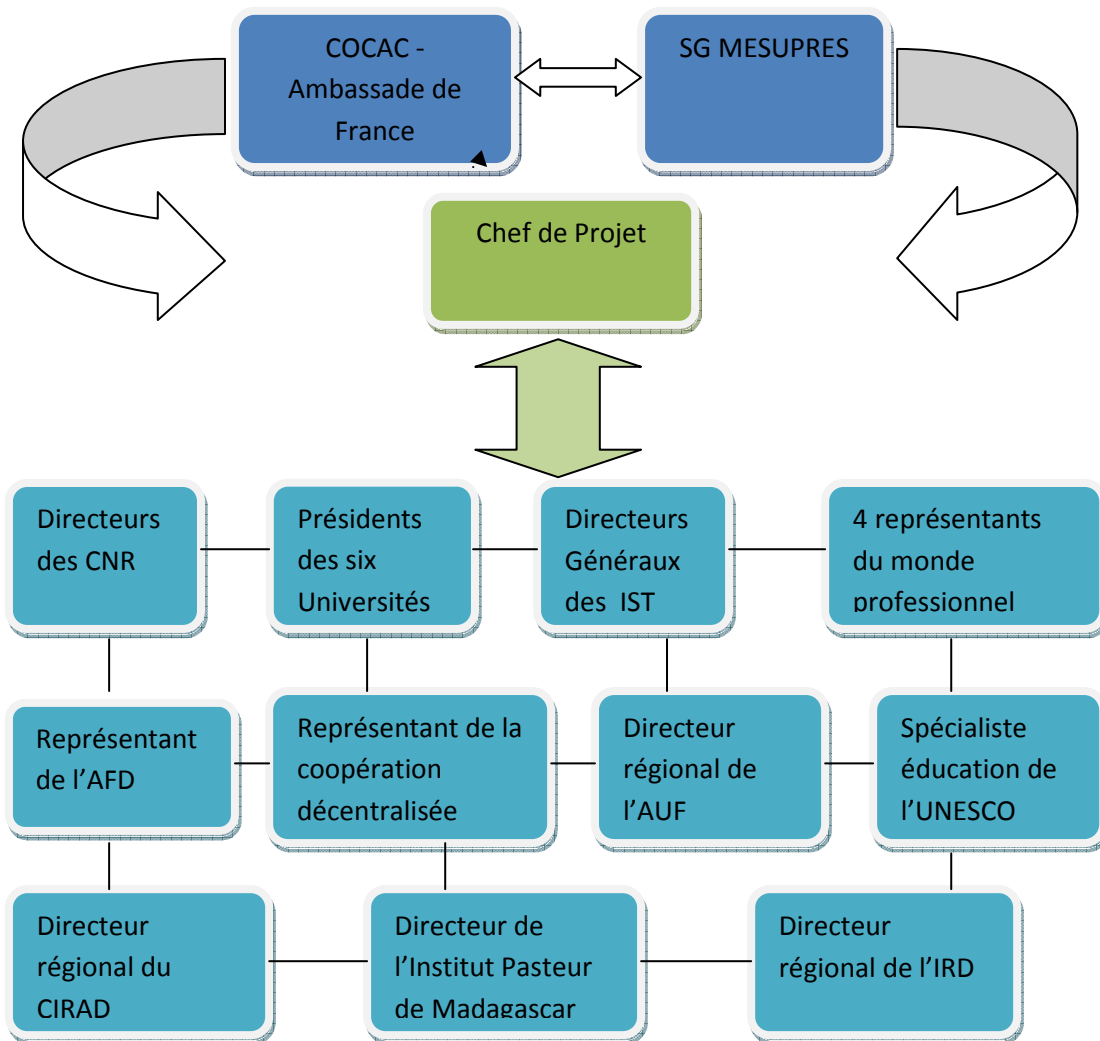 COCAC -
Ambassade de
France
SG MESUPRES
Chef de Projet
Directeurs
des CNR
Présidents
des six
Universités
Directeurs
Généraux
des IST
4 représentants
du monde
professionnel
Représentant
de l’AFD
Représentant de la
coopération
décentralisée
Directeur
régional de
l’AUF
Spécialiste
éducation de
l’UNESCO
Directeur
régional du
CIRAD
Directeur de
l’Institut Pasteur
de Madagascar
Directeur
régional de l’IRD